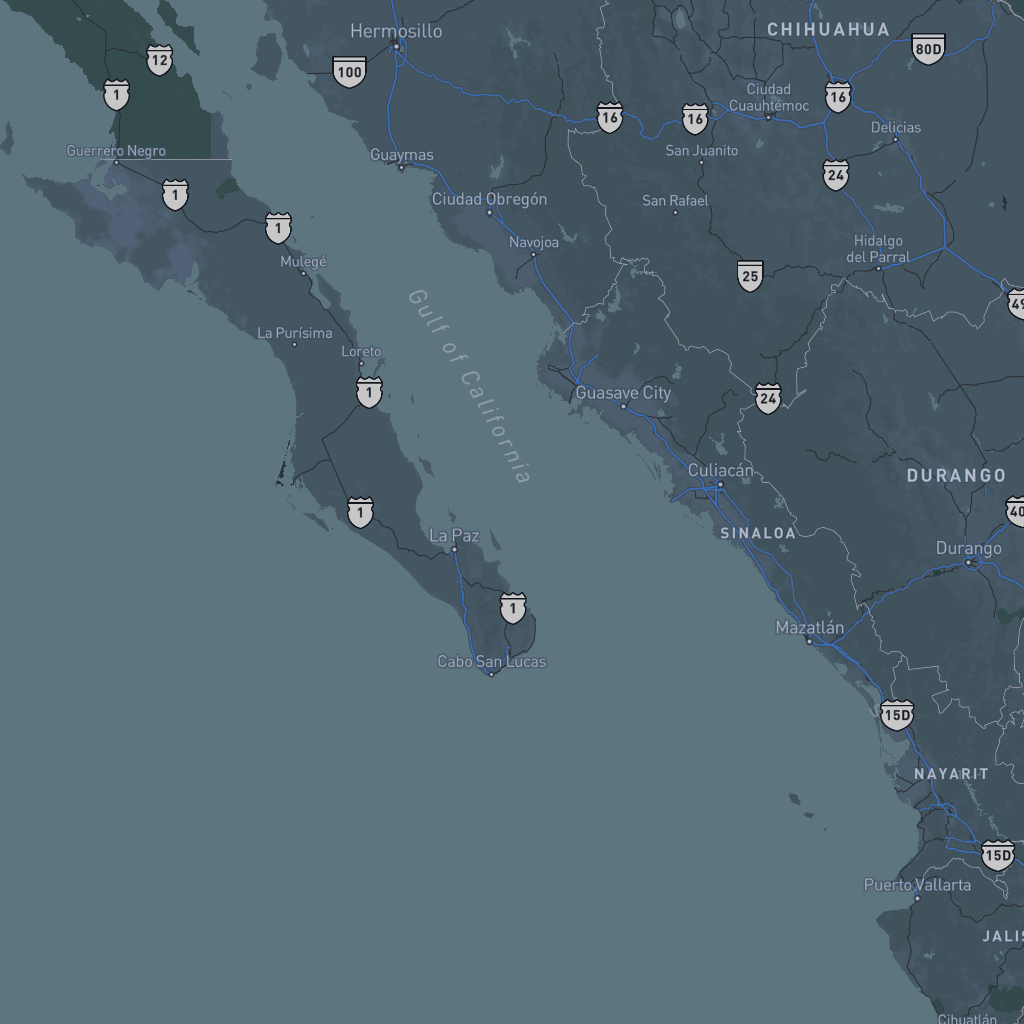 CHIHUAHUA
Hermosillo
80D
12
100
1
Ciudad
Cuauhtémoc
16
16
16
Delicias
Guerrero Negro
Guaymas
San Juanito
24
1
Ciudad Obregón
San Rafael
1
Navojoa
Hidalgo
del Parral
Mulegé
25
49
Gulf of California
La Purísima
Loreto
1
Guasave City
24
Culiacán
DURANGO
1
40
La Paz
SINALOA
Durango
1
Mazatlán
Cabo San Lucas
15D
NAYARIT
15D
Puerto Vallarta
JALIS
Cihuatlán